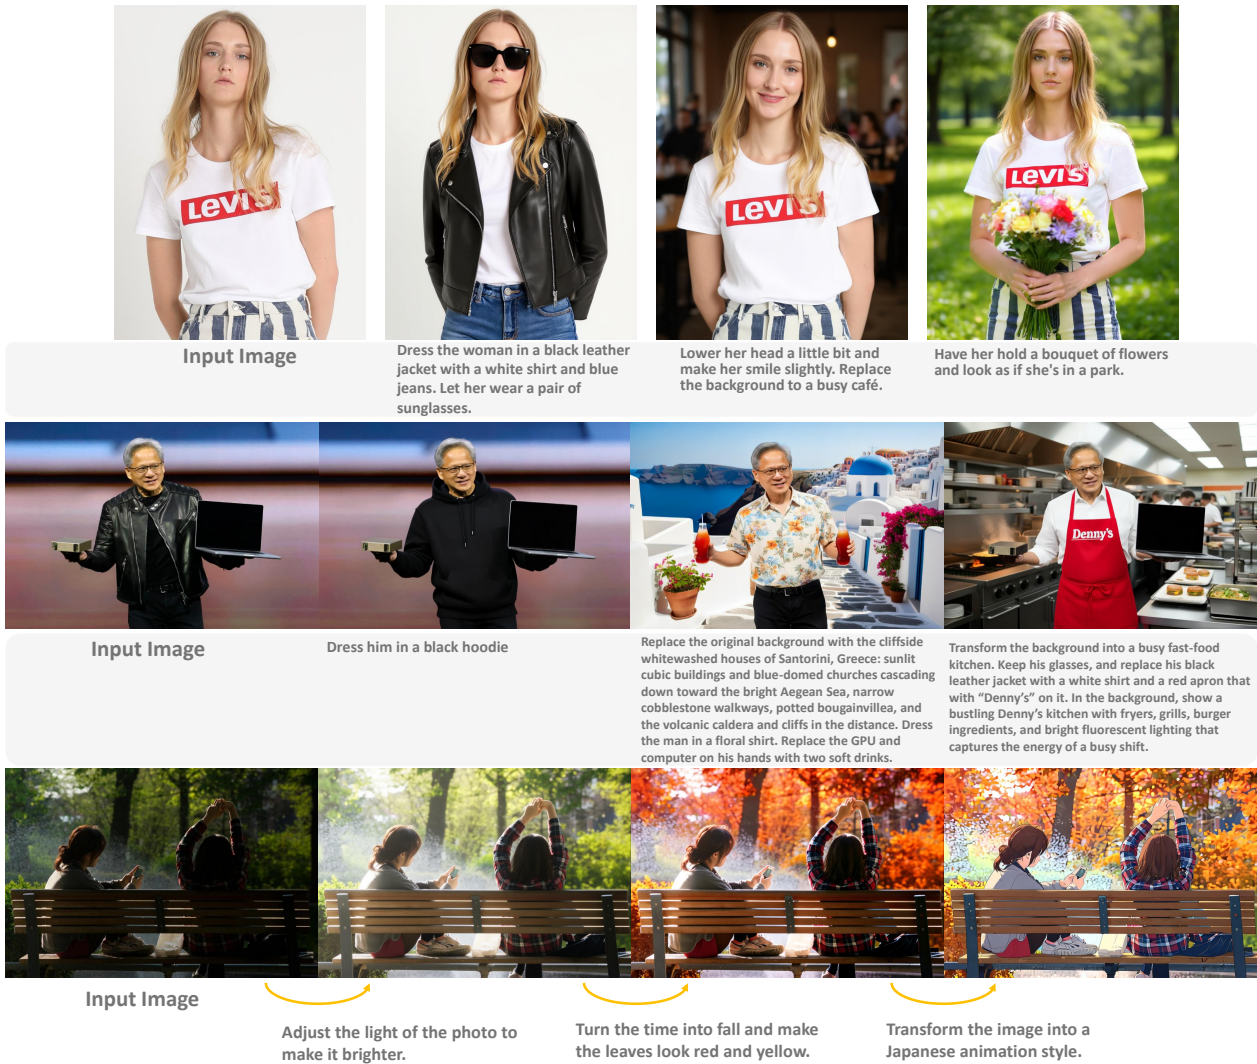 Levi's
Levi's
Levi's
Input Image
Dress the woman in a black leather
jacket with a white shirt and blue
jeans. Let her wear a pair of
sunglasses.
Lower her head a little bit and
make her smile slightly. Replace
the background to a busy café.
Have her hold a bouquet of flowers
and look as if she's in a park.
Denny's
Input Image
Dress him in a black hoodie
Replace the original background with the cliffside
whitewashed houses of Santorini, Greece: sunlit
cubic buildings and blue-domed churches cascading
down toward the bright Aegean Sea, narrow
cobblestone walkways, potted bougainvillea, and
the volcanic caldera and cliffs in the distance. Dress
the man in a floral shirt. Replace the GPU and
computer on his hands with two soft drinks.
Transform the background into a busy fast-food
kitchen. Keep his glasses, and replace his black
leather jacket with a white shirt and a red apron that
with “Denny’s” on it. In the background, show a
bustling Denny’s kitchen with fryers, grills, burger
ingredients, and bright fluorescent lighting that
captures the energy of a busy shift.
Input Image
Adjust the light of the photo to
make it brighter.
Turn the time into fall and make
the leaves look red and yellow.
Transform the image into a
Japanese animation style.